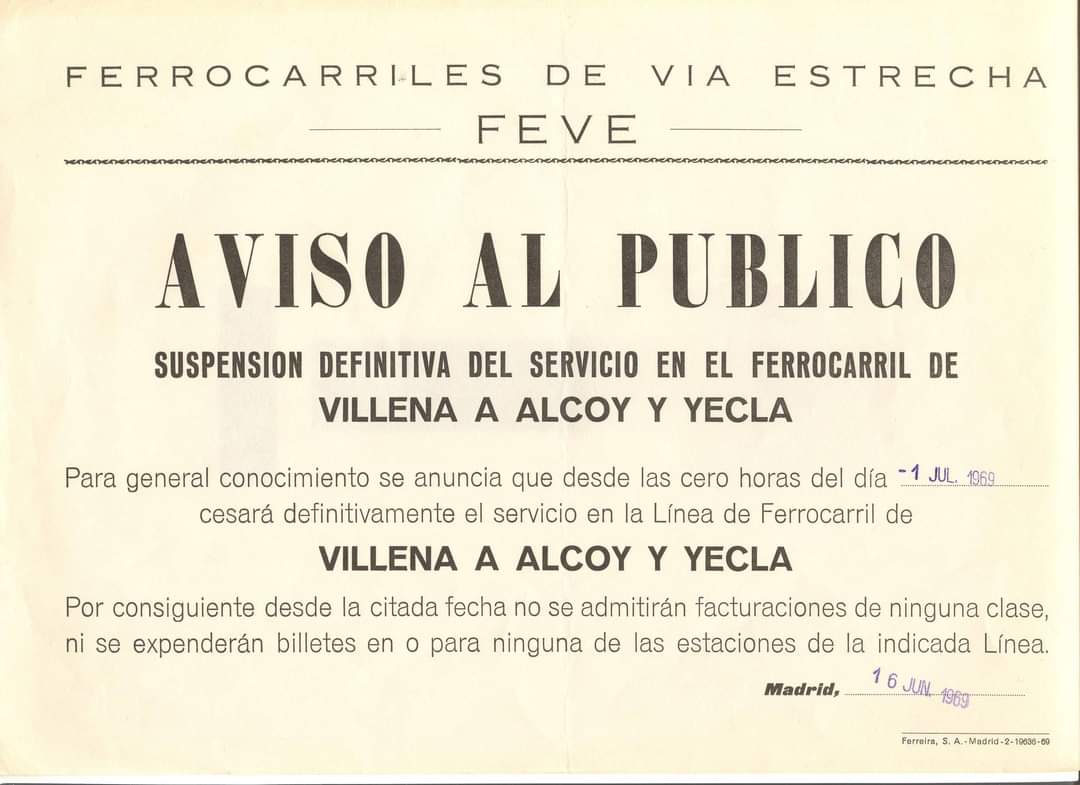 FERROCARRILES DE VIA ESTRECHA
FEVE
AVISO AL PUBLICO
SUSPENSION DEFINITIVA DEL SERVICIO EN EL FERROCARRIL DE
VILLENA A ALCOY Y YECLA
Para general conocimiento se anuncia que desde las cero horas del día -1 JUL. 1969
cesará definitivamente el servicio en la Línea de Ferrocarril de
VILLENA A ALCOY Y YECLA
Por consiguiente desde la citada fecha no se admitirán facturaciones de ninguna clase,
ni se expenderán billetes en o para ninguna de las estaciones de la indicada Línea.
Madrid, 16 JUN. 1969
Ferreira, S. A.-Madrid-2-19636-69